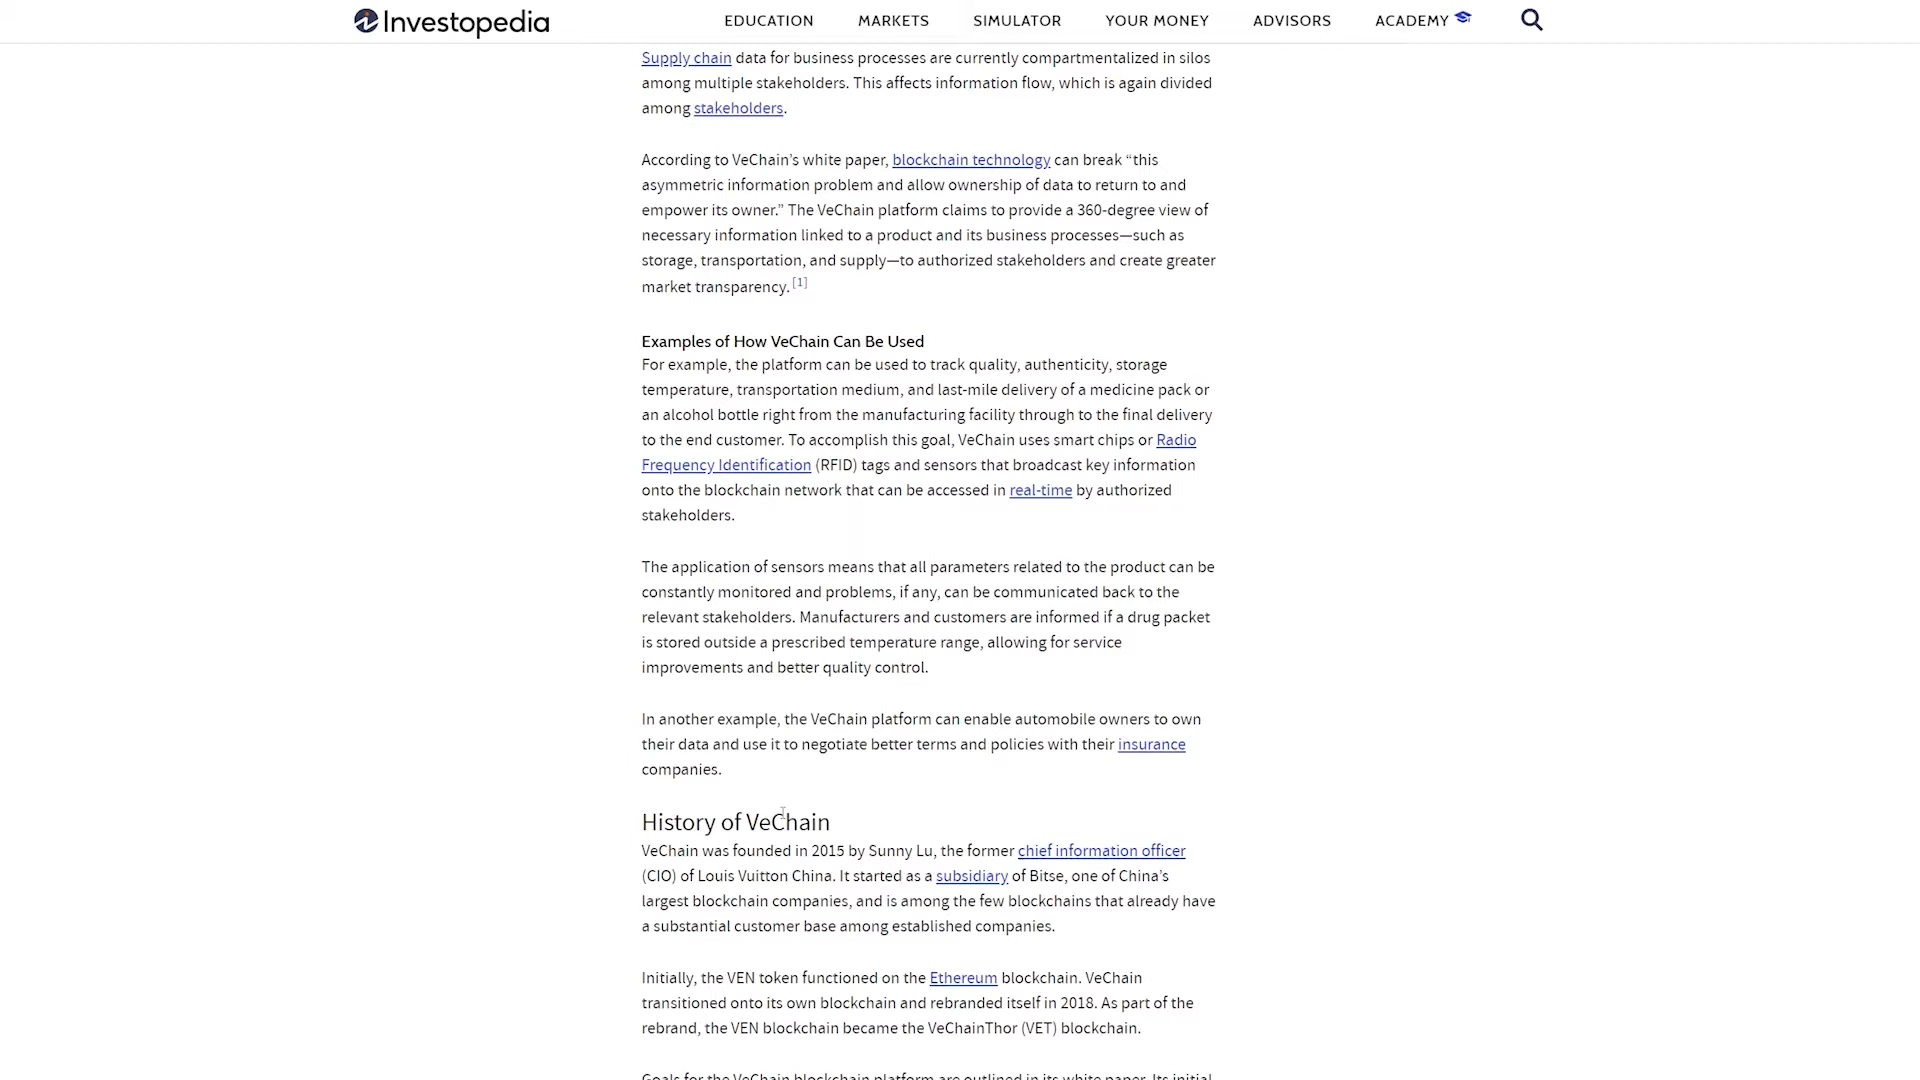 Investopedia
EDUCATION MARKETS SIMULATOR YOUR MONEY ADVISORS ACADEMY
Supply chain data for business processes are currently compartmentalized in silos
among multiple stakeholders. This affects information flow, which is again divided
among stakeholders.
According to VeChain’s white paper, blockchain technology can break “this
asymmetric information problem and allow ownership of data to return to and
empower its owner.” The VeChain platform claims to provide a 360-degree view of
necessary information linked to a product and its business processes—such as
storage, transportation, and supply—to authorized stakeholders and create greater
market transparency. [1]
Examples of How VeChain Can Be Used
For example, the platform can be used to track quality, authenticity, storage
temperature, transportation medium, and last-mile delivery of a medicine pack or
an alcohol bottle right from the manufacturing facility through to the final delivery
to the end customer. To accomplish this goal, VeChain uses smart chips or Radio
Frequency Identification (RFID) tags and sensors that broadcast key information
onto the blockchain network that can be accessed in real-time by authorized
stakeholders.
The application of sensors means that all parameters related to the product can be
constantly monitored and problems, if any, can be communicated back to the
relevant stakeholders. Manufacturers and customers are informed if a drug packet
is stored outside a prescribed temperature range, allowing for service
improvements and better quality control.
In another example, the VeChain platform can enable automobile owners to own
their data and use it to negotiate better terms and policies with their insurance
companies.
History of VeChain
VeChain was founded in 2015 by Sunny Lu, the former chief information officer
(CIO) of Louis Vuitton China. It started as a subsidiary of Bitse, one of China’s
largest blockchain companies, and is among the few blockchains that already have
a substantial customer base among established companies.
Initially, the VEN token functioned on the Ethereum blockchain. VeChain
transitioned onto its own blockchain and rebranded itself in 2018. As part of the
rebrand, the VEN blockchain became the VeChainThor (VET) blockchain.
Goals for the VeChain blockchain platform are outlined in its white paper. Its initial